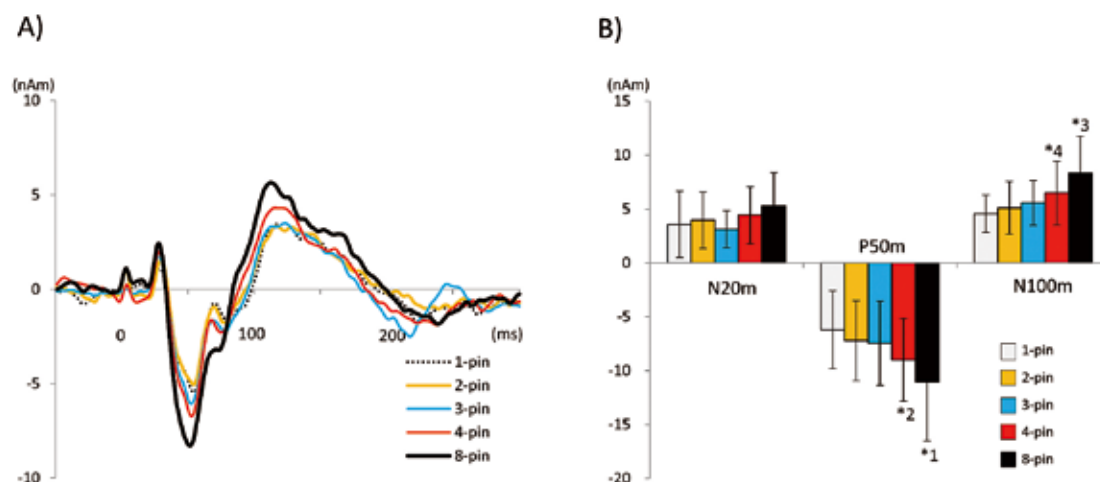 A)
(nAm)
10
5
0
-5
-10
0
100
200
(ms)
1-pin
2-pin
3-pin
4-pin
8-pin
B)
(nAm)
15
10
5
0
-5
-10
-15
-20
N20m
P50m
N100m
*4
*3
*2
*1
1-pin
2-pin
3-pin
4-pin
8-pin